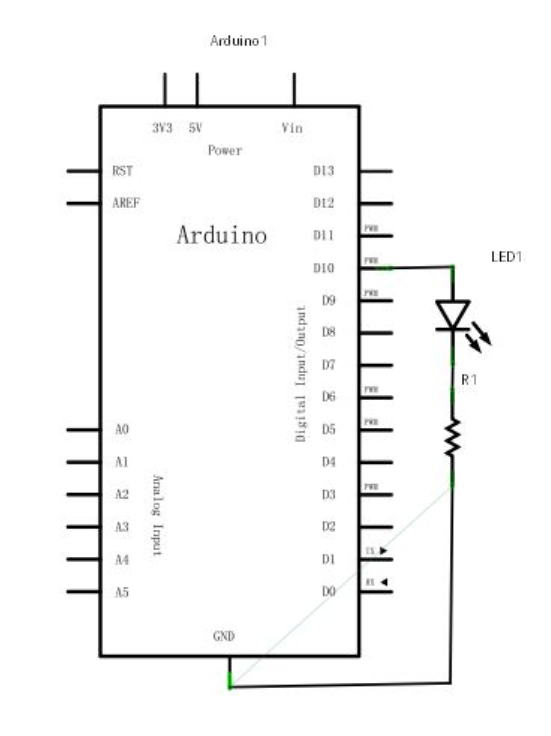 Arduino1
3V3 5V Vin
Power
RST
AREF
Arduino
D13
D12
D11 PWM
D10 PWM
LED1
D9 PWM
D8
D7
D6 PWM
R1
D5 PWM
D4
D3 PWM
D2
D1 TX
D0 RX
Digital Input/Output
A0
A1
A2
A3
A4
A5
Analog Input
GND